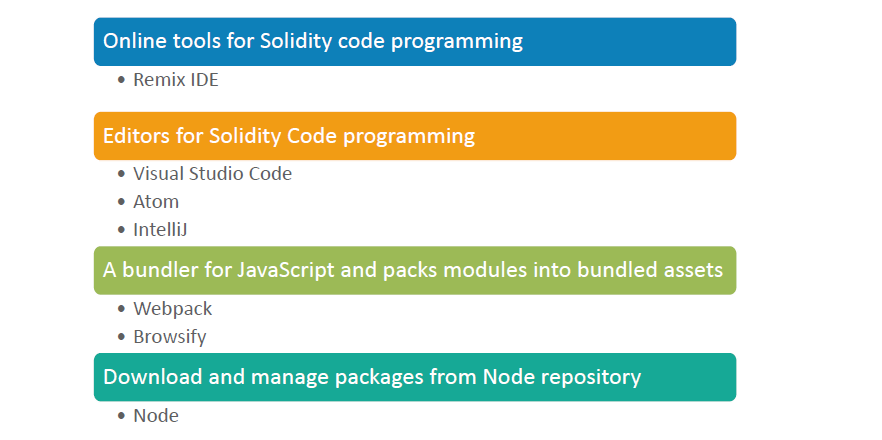 Online tools for Solidity code programming
• Remix IDE
Editors for Solidity Code programming
• Visual Studio Code
• Atom
• IntelliJ
A bundler for JavaScript and packs modules into bundled assets
• Webpack
• Browsify
Download and manage packages from Node repository
• Node